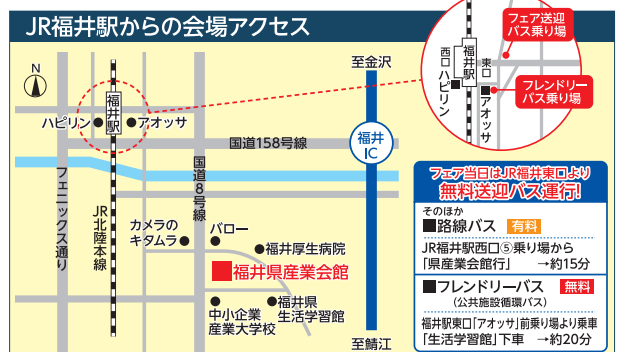 JR福井駅からの会場アクセス
N
ハピリン
福井駅
アオッサ
至金沢
国道158号線
福井
IC
フェニックス通り
JR北陸本線
国道8号線
カメラの
キタムラ
バロー
福井厚生病院
福井県産業会館
中小企業
産業大学校
福井県
生活学習館
至鯖江
フェア送迎
バス乗り場
西口
福井駅
東口
ハピリン
アオッサ
フレンドリー
バス乗り場
フェア当日はJR福井東口より
無料送迎バス運行!
そのほか
■路線バス 有料
JR福井駅西口⑤乗り場から
「県産業会館行」 →約15分
■フレンドリーバス 無料
(公共施設循環バス)
福井駅東口「アオッサ」前乗り場より乗車
「生活学習館」下車 →約20分